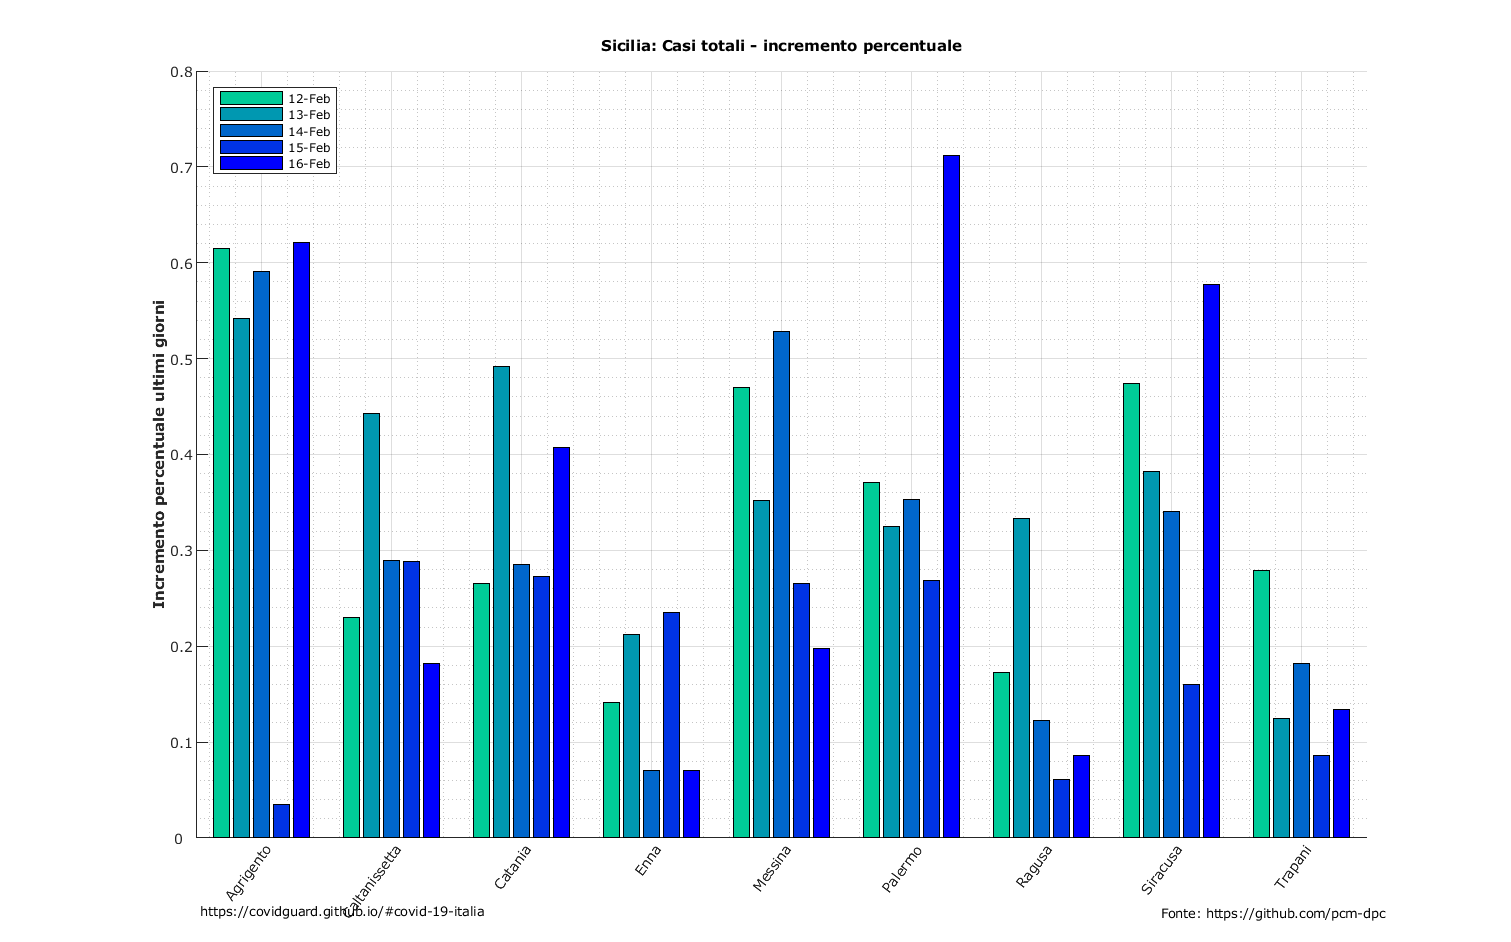 Sicilia: Casi totali - incremento percentuale
0.8
0.7
0.6
0.5
0.4
0.3
0.2
0.1
0
Incremento percentuale ultimi giorni
12-Feb
13-Feb
14-Feb
15-Feb
16-Feb
Agrigento
Caltanissetta
Catania
Enna
Messina
Palermo
Ragusa
Siracusa
Trapani
https://covidguard.github.io/#covid-19-italia
Fonte: https://github.com/pcm-dpc